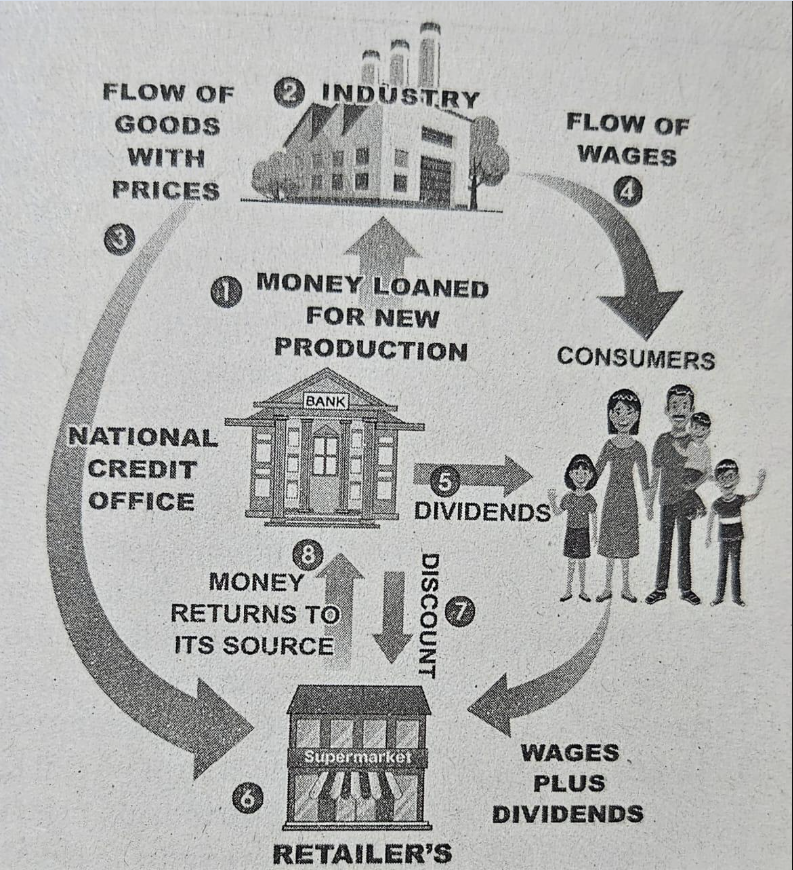 FLOW OF
GOODS
WITH
PRICES
3
2 INDUSTRY
FLOW OF
WAGES
4
1 MONEY LOANED
FOR NEW
PRODUCTION
CONSUMERS
BANK
NATIONAL
CREDIT
OFFICE
5
DIVIDENDS
8
MONEY
RETURNS TO
ITS SOURCE
DISCOUNT
7
Supermarket
6
WAGES
PLUS
DIVIDENDS
RETAILER'S